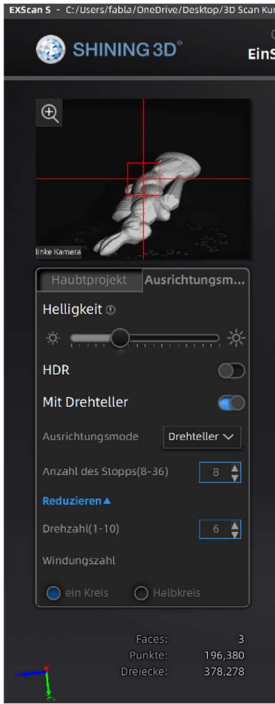 EXScan S - C:/Users/fabla/OneDrive/Desktop/3D Scan Ku
SHINING 3D®
EinS
linke Kamera
Haubtprojekt Ausrichtungsm...
Helligkeit
HDR
Mit Drehteller
Ausrichtungsmode Drehteller
Anzahl des Stopps(8-36) 8
Reduzieren
Drehzahl(1-10) 6
Windungszahl
ein Kreis Halbkreis
Faces: 3
Punkte: 196,380
Dreiecke: 378,278